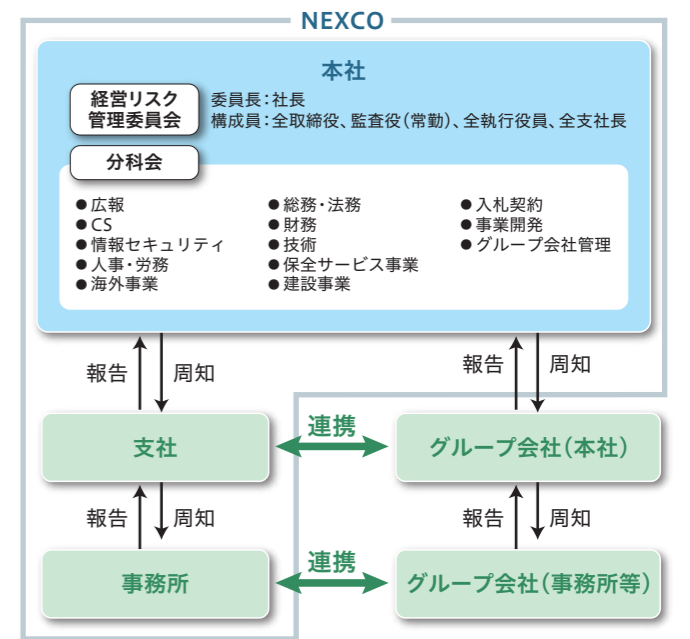 NEXCO
本社
経営リスク
管理委員会
委員長：社長
構成員：全取締役、監査役（常勤）、全執行役員、全支社長
分科会
●広報
●CS
●情報セキュリティ
●人事・労務
●海外事業
●総務・法務
●財務
●技術
●保全サービス事業
●建設事業
●入札契約
●事業開発
●グループ会社管理
報告
周知
報告
周知
支社
連携
グループ会社（本社）
報告
周知
報告
周知
事務所
連携
グループ会社（事務所等）